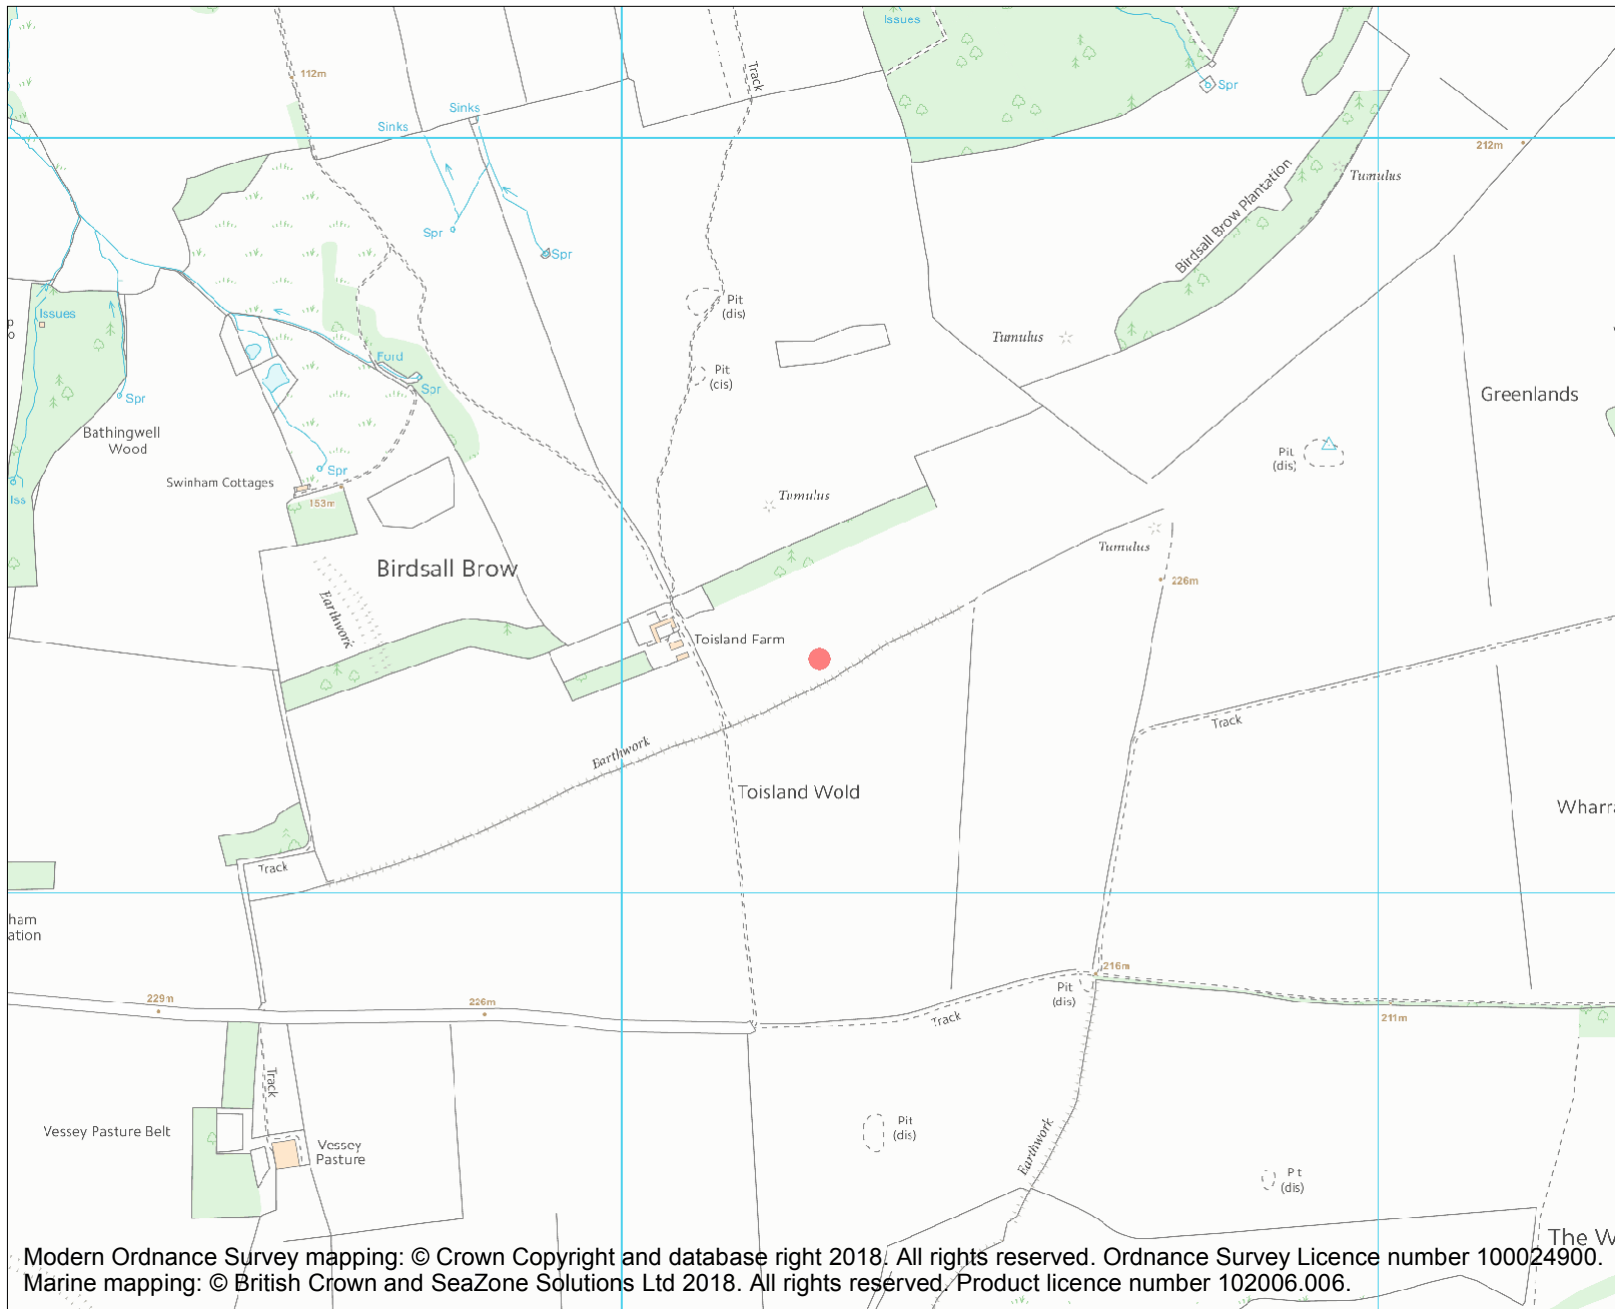 Issues
Track
112m
Spr
Sinks
Sinks
212m
Tumulus
Birdsall Brow Plantation
Spr
Spr
Pit
(dis)
Issues
Tumulus
Ford
Spr
Pit
(cis)
Greenlands
Spr
Bathingwell
Wood
Pit
(dis)
Swinham Cottages
Spr
153m
Iss
Tumulus
Tumulus
Birdsall Brow
226m
Earthwork
Toisland Farm
Track
Earthwork
Toisland Wold
Wharra
Track
ham
ation
216m
Pit
(dis)
229m
226m
Track
211m
Track
Vessey Pasture Belt
Vessey
Pasture
Pit
(dis)
Earthwork
Pit
(dis)
The W
Modern Ordnance Survey mapping: © Crown Copyright and database right 2018. All rights reserved. Ordnance Survey Licence number 100024900.
Marine mapping: © British Crown and SeaZone Solutions Ltd 2018. All rights reserved. Product licence number 102006.006.